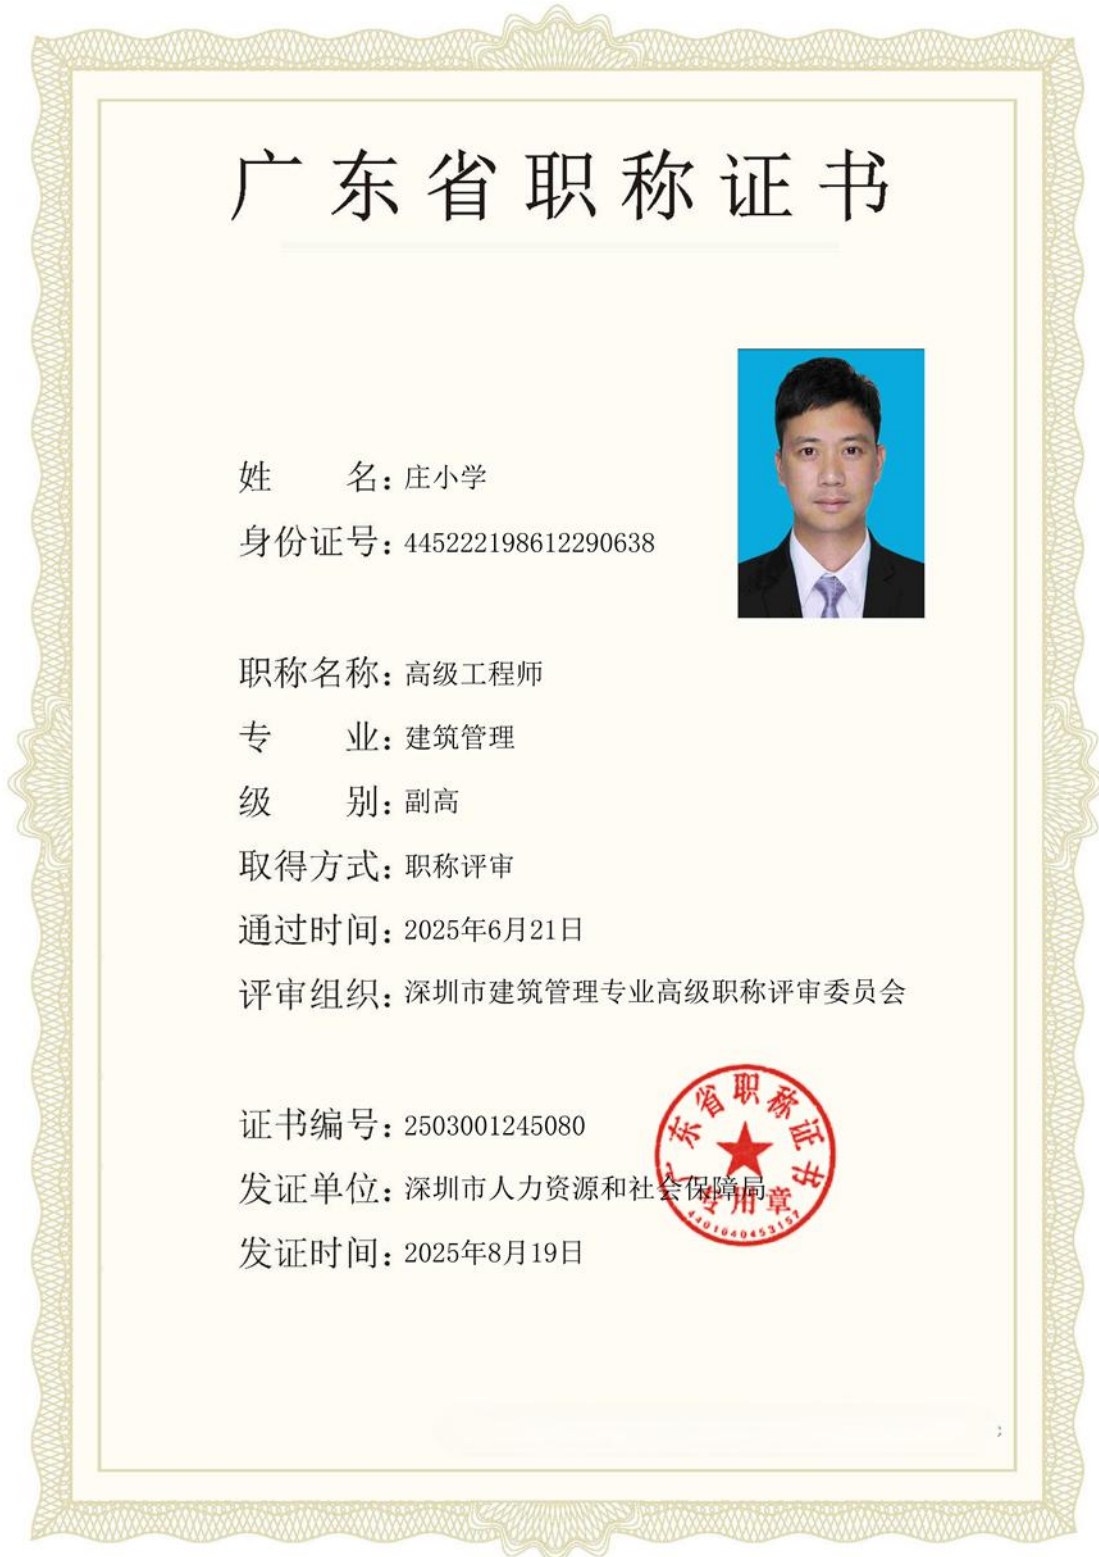 广东省职称证书
姓 名：庄小学
身份证号：445222198612290638
职称名称：高级工程师
专 业：建筑管理
级 别：副高
取得方式：职称评审
通过时间：2025年6月21日
评审组织：深圳市建筑管理专业高级职称评审委员会
证书编号：2503001245080
发证单位：深圳市人力资源和社会保障局
发证时间：2025年8月19日
广东省职称证书
专用章
4401040453157